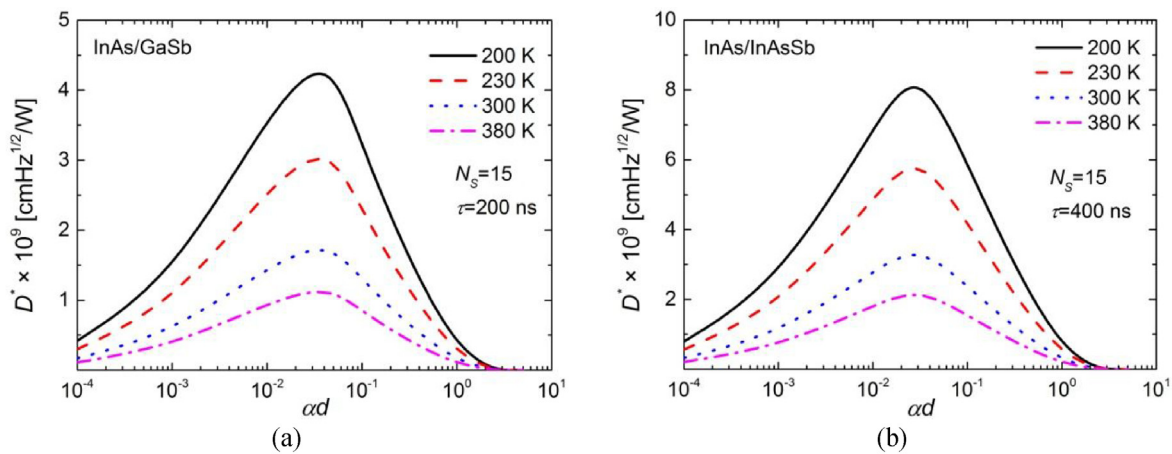 InAs/GaSb
200 K
230 K
300 K
380 K
N_S=15
τ=200 ns
D* × 10^9 [cmHz^1/2/W]
5
4
3
2
1
10^-4
10^-3
10^-2
10^-1
10^0
10^1
αd
(a)
InAs/InAsSb
200 K
230 K
300 K
380 K
N_S=15
τ=400 ns
D* × 10^9 [cmHz^1/2/W]
10
8
6
4
2
10^-4
10^-3
10^-2
10^-1
10^0
10^1
αd
(b)